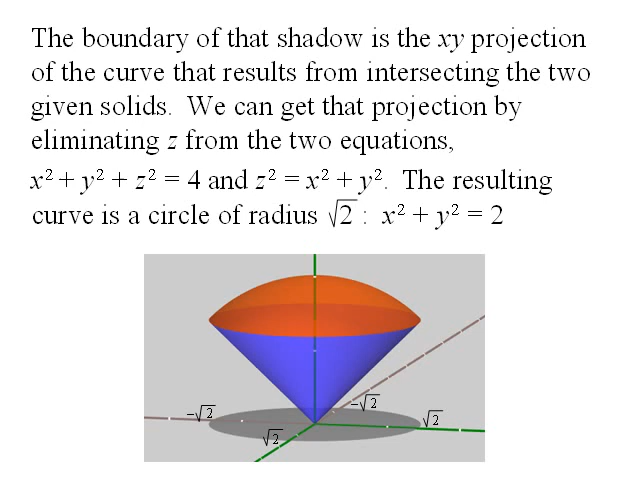 The boundary of that shadow is the xy projection
of the curve that results from intersecting the two
given solids. We can get that projection by
eliminating z from the two equations,
x² + y² + z² = 4 and z² = x² + y². The resulting
curve is a circle of radius √2 : x² + y² = 2
−√2
−√2
√2
√2